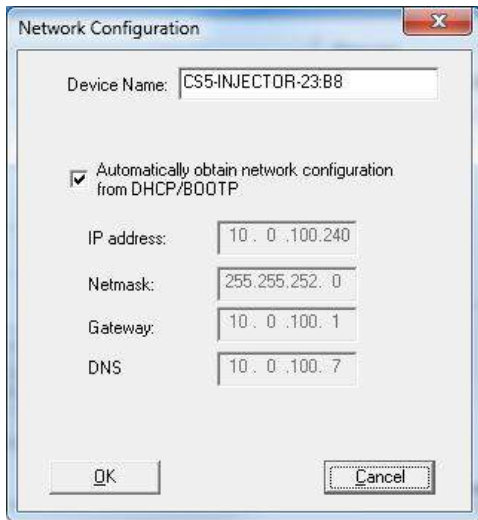 Network Configuration
X
Device Name: CS5-INJECTOR-23:B8
Automatically obtain network configuration
from DHCP/BOOTP
IP address: 10 . 0 .100.240
Netmask: 255.255.252. 0
Gateway: 10 . 0 .100. 1
DNS 10 . 0 .100. 7
OK Cancel